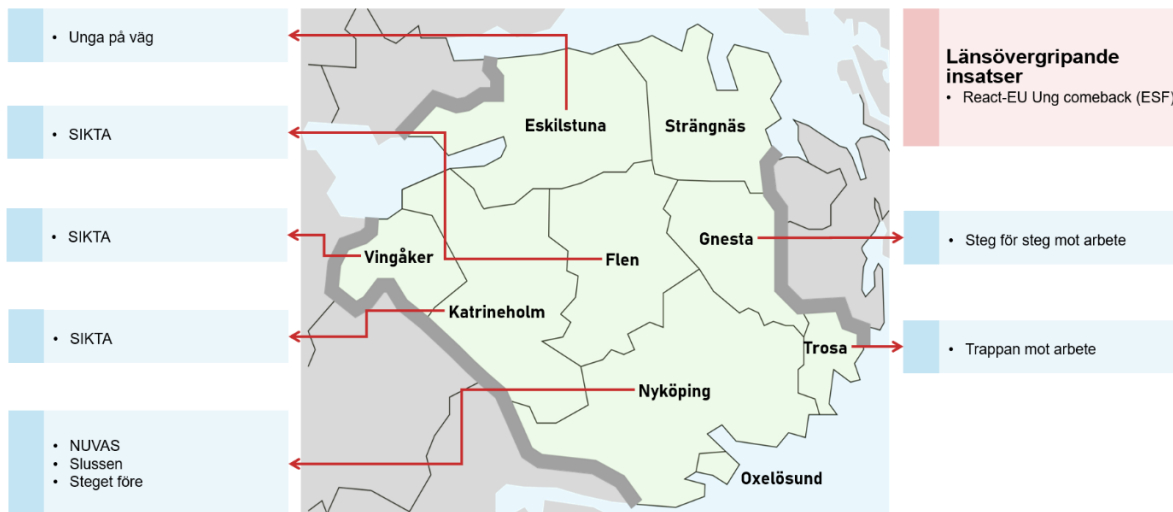 • Unga på väg
• SIKTA
• SIKTA
• SIKTA
• NUVAS
• Slussen
• Steget före
Eskilstuna
Strängnäs
Gnesta
Vingåker
Flen
Katrineholm
Trosa
Nyköping
Oxelösund
Länsövergripande
insatser
• React-EU Ung comeback (ESF)
• Steg för steg mot arbete
• Trappan mot arbete